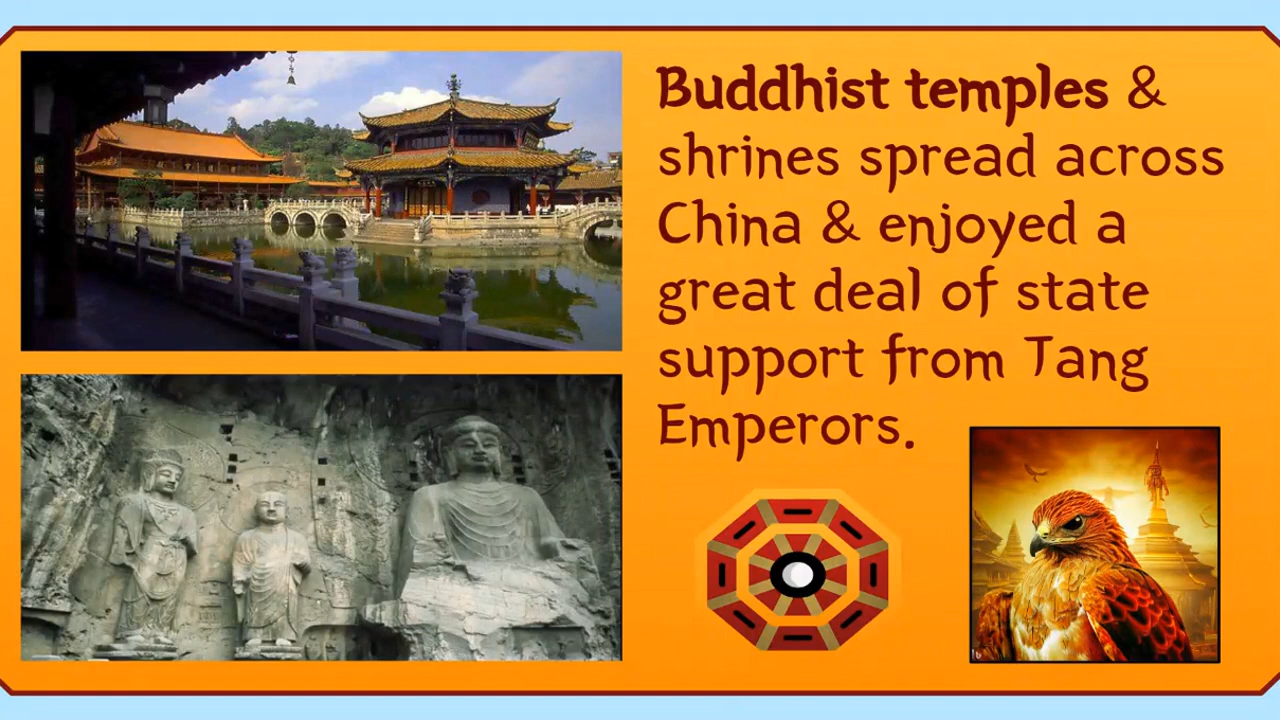 Buddhist temples &
shrines spread across
China & enjoyed a
great deal of state
support from Tang
Emperors.